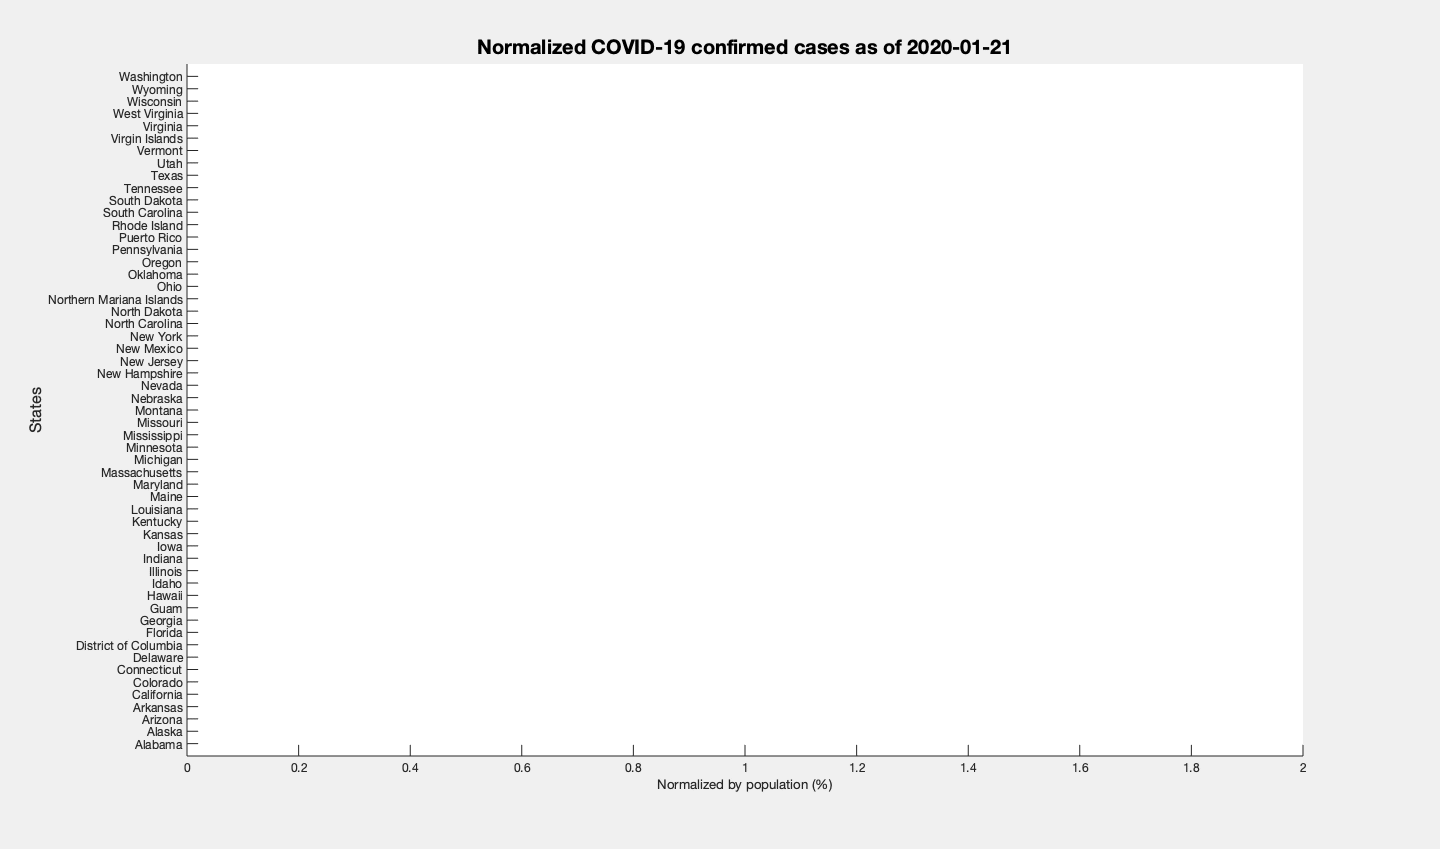 Normalized COVID-19 confirmed cases as of 2020-01-21
Washington
Wyoming
Wisconsin
West Virginia
Virginia
Virgin Islands
Vermont
Utah
Texas
Tennessee
South Dakota
South Carolina
Rhode Island
Puerto Rico
Pennsylvania
Oregon
Oklahoma
Ohio
Northern Mariana Islands
North Dakota
North Carolina
New York
New Mexico
New Jersey
New Hampshire
Nevada
Nebraska
Montana
Missouri
Mississippi
Minnesota
Michigan
Massachusetts
Maryland
Maine
Louisiana
Kentucky
Kansas
Iowa
Indiana
Illinois
Idaho
Hawaii
Guam
Georgia
Florida
District of Columbia
Delaware
Connecticut
Colorado
California
Arkansas
Arizona
Alaska
Alabama
States
0 0.2 0.4 0.6 0.8 1 1.2 1.4 1.6 1.8 2
Normalized by population (%)